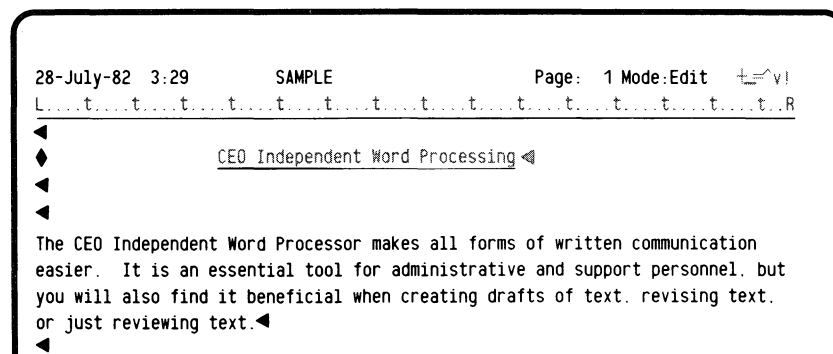 28-July-82 3:29 SAMPLE Page: 1 Mode:Edit
L....t....t....t....t....t....t....t....t....t....t....t....t....t....t....t..R
◄
♦ CEO Independent Word Processing ◄
◄
◄
The CEO Independent Word Processor makes all forms of written communication
easier. It is an essential tool for administrative and support personnel, but
you will also find it beneficial when creating drafts of text, revising text,
or just reviewing text.◄
◄